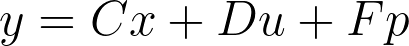 y = Cx + Du + Fp